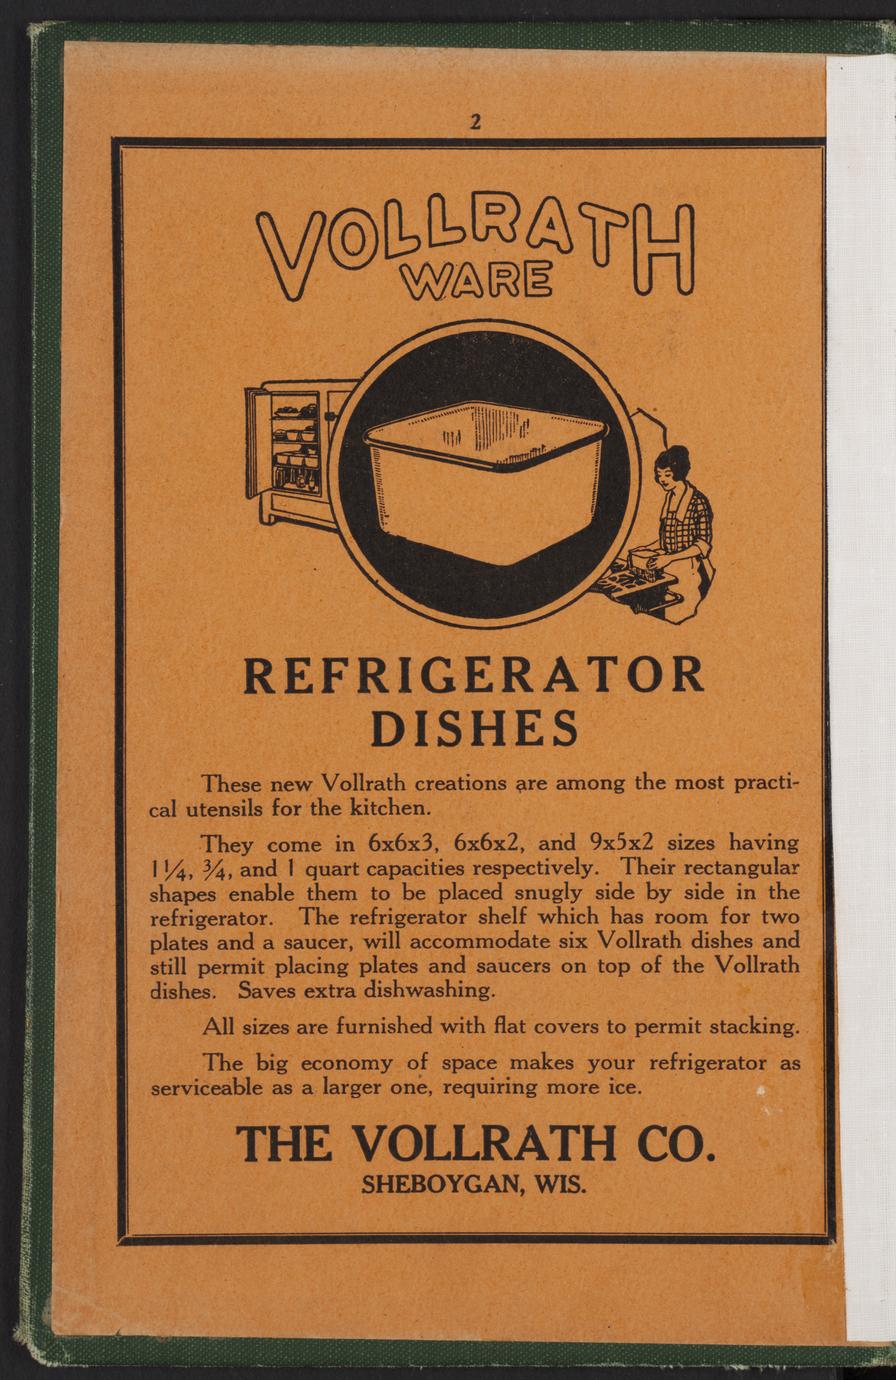 2
VOLLRATH
WARE
REFRIGERATOR
DISHES
These new Vollrath creations are among the most practi-
cal utensils for the kitchen.
They come in 6x6x3, 6x6x2, and 9x5x2 sizes having
1¼, ¾, and 1 quart capacities respectively. Their rectangular
shapes enable them to be placed snugly side by side in the
refrigerator. The refrigerator shelf which has room for two
plates and a saucer, will accommodate six Vollrath dishes and
still permit placing plates and saucers on top of the Vollrath
dishes. Saves extra dishwashing.
All sizes are furnished with flat covers to permit stacking.
The big economy of space makes your refrigerator as
serviceable as a larger one, requiring more ice.
THE VOLLRATH CO.
SHEBOYGAN, WIS.